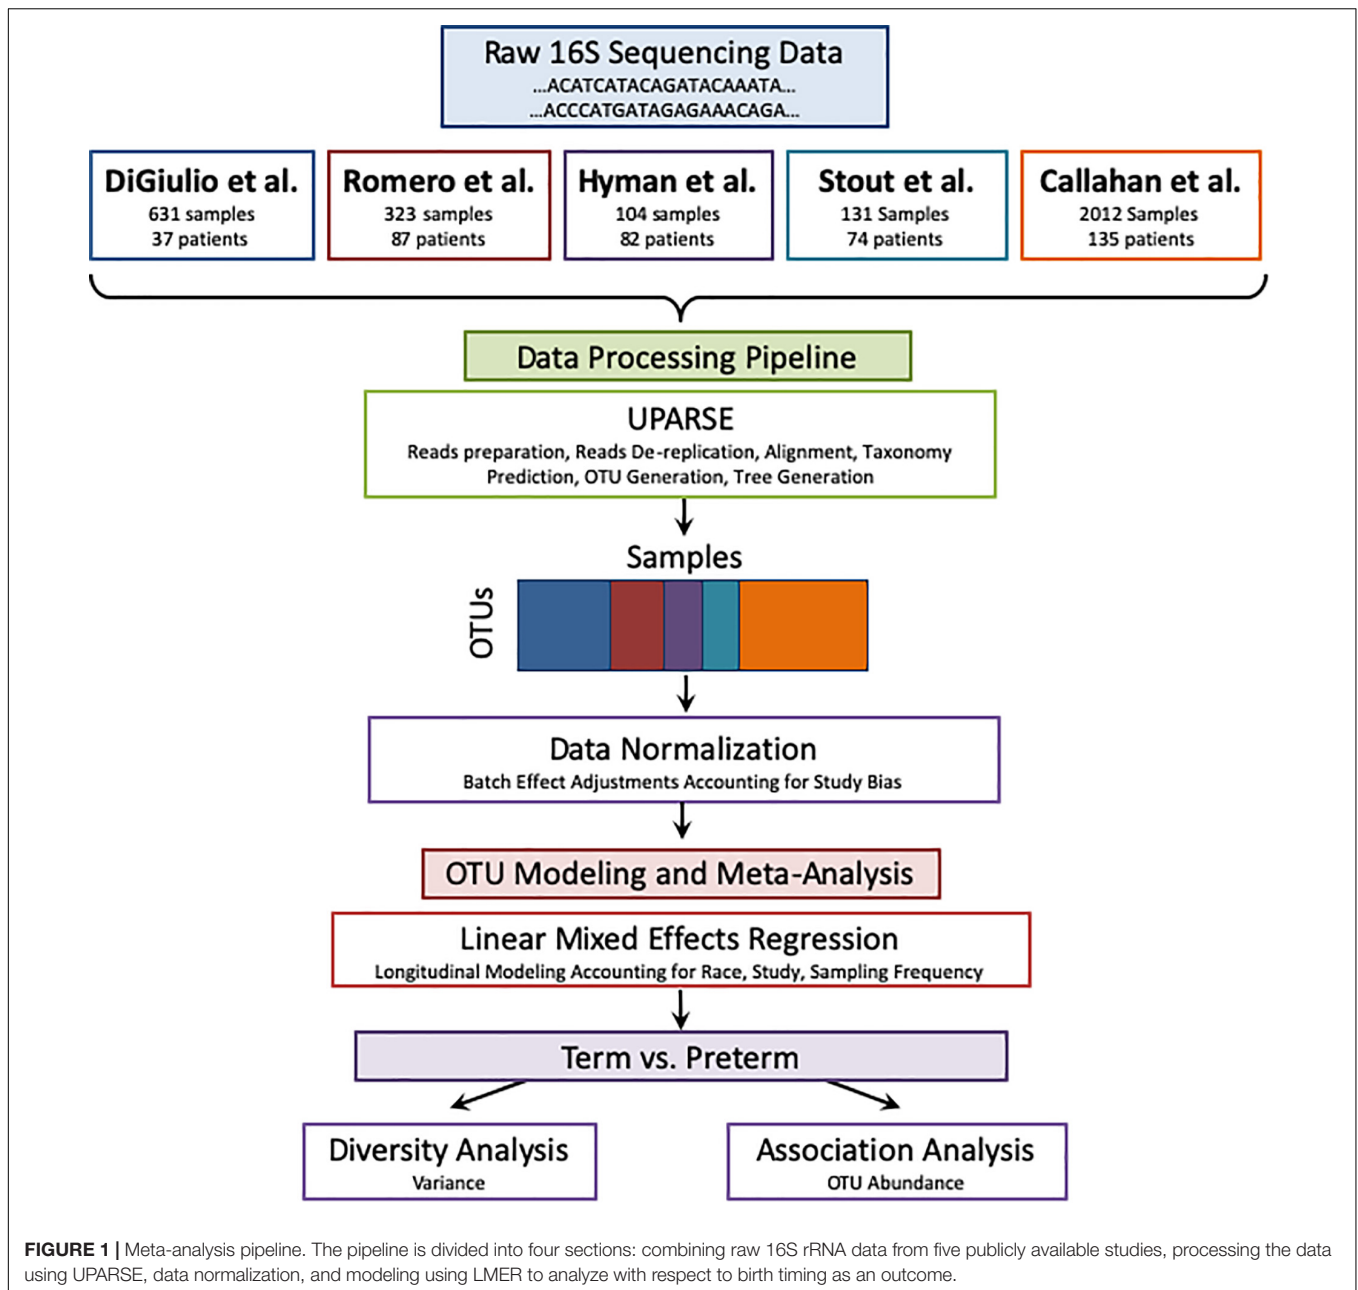 Raw 16S Sequencing Data
...ACATCATACAGATACAAATA...
...ACCCATGATAGAGAAACAGA...
DiGiulio et al.
631 samples
37 patients
Romero et al.
323 samples
87 patients
Hyman et al.
104 samples
82 patients
Stout et al.
131 Samples
74 patients
Callahan et al.
2012 Samples
135 patients
Data Processing Pipeline
UPARSE
Reads preparation, Reads De-replication, Alignment, Taxonomy
Prediction, OTU Generation, Tree Generation
Samples
OTUs
Data Normalization
Batch Effect Adjustments Accounting for Study Bias
OTU Modeling and Meta-Analysis
Linear Mixed Effects Regression
Longitudinal Modeling Accounting for Race, Study, Sampling Frequency
Term vs. Preterm
Diversity Analysis
Variance
Association Analysis
OTU Abundance
FIGURE 1 | Meta-analysis pipeline. The pipeline is divided into four sections: combining raw 16S rRNA data from five publicly available studies, processing the data
using UPARSE, data normalization, and modeling using LMER to analyze with respect to birth timing as an outcome.